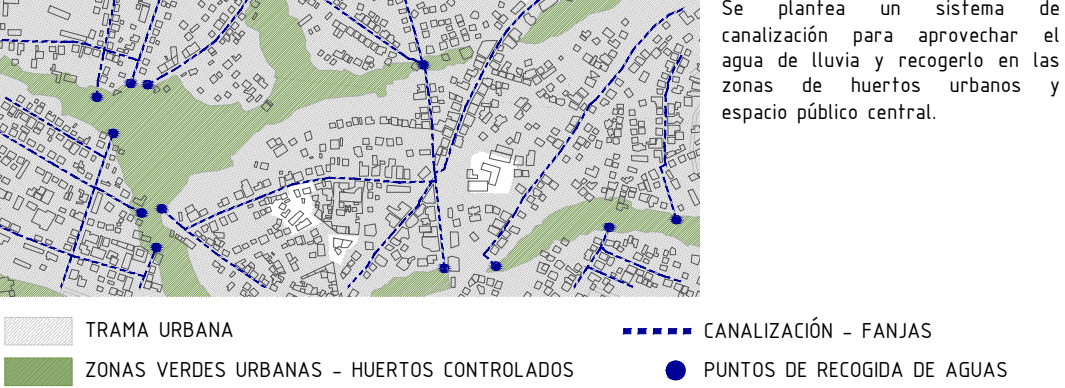 Se plantea un sistema de
canalización para aprovechar el
agua de lluvia y recogerlo en las
zonas de huertos urbanos y
espacio público central.
TRAMA URBANA
ZONAS VERDES URBANAS - HUERTOS CONTROLADOS
CANALIZACIÓN - FANJAS
PUNTOS DE RECOGIDA DE AGUAS